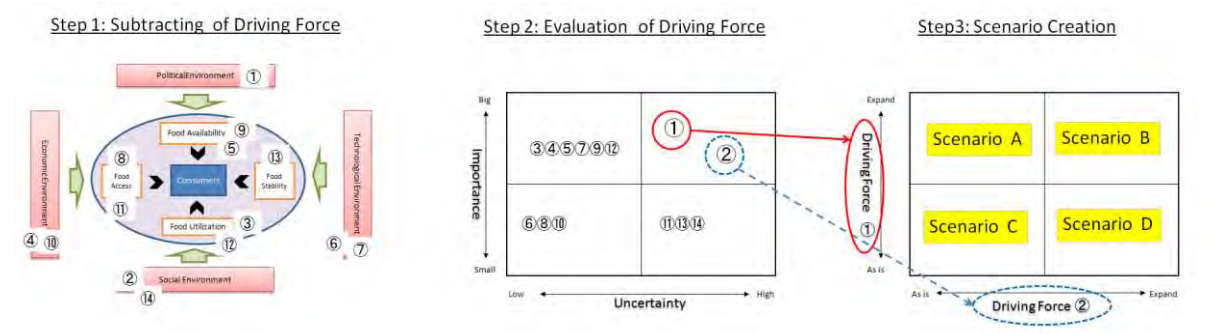 Step 1: Subtracting of Driving Force
PoliticalEnvironment ①
EconomicEnvironment
④ ⑩
Food Availability ⑨
⑤
⑧
Food
Access
⑪
Consumers
⑬
Food
Stability
Food Utilization ③
⑫
TechnologicalEnvironment
⑥ ⑦
② Social Environment
⑭
Step 2: Evaluation of Driving Force
Big
Importance
Small
③④⑤⑦⑨⑫
①
②
⑥⑧⑩
⑪⑬⑭
Low
Uncertainty
High
Step3: Scenario Creation
Expand
Driving Force ①
As is
Scenario A
Scenario B
Scenario C
Scenario D
As is
Driving Force ②
Expand